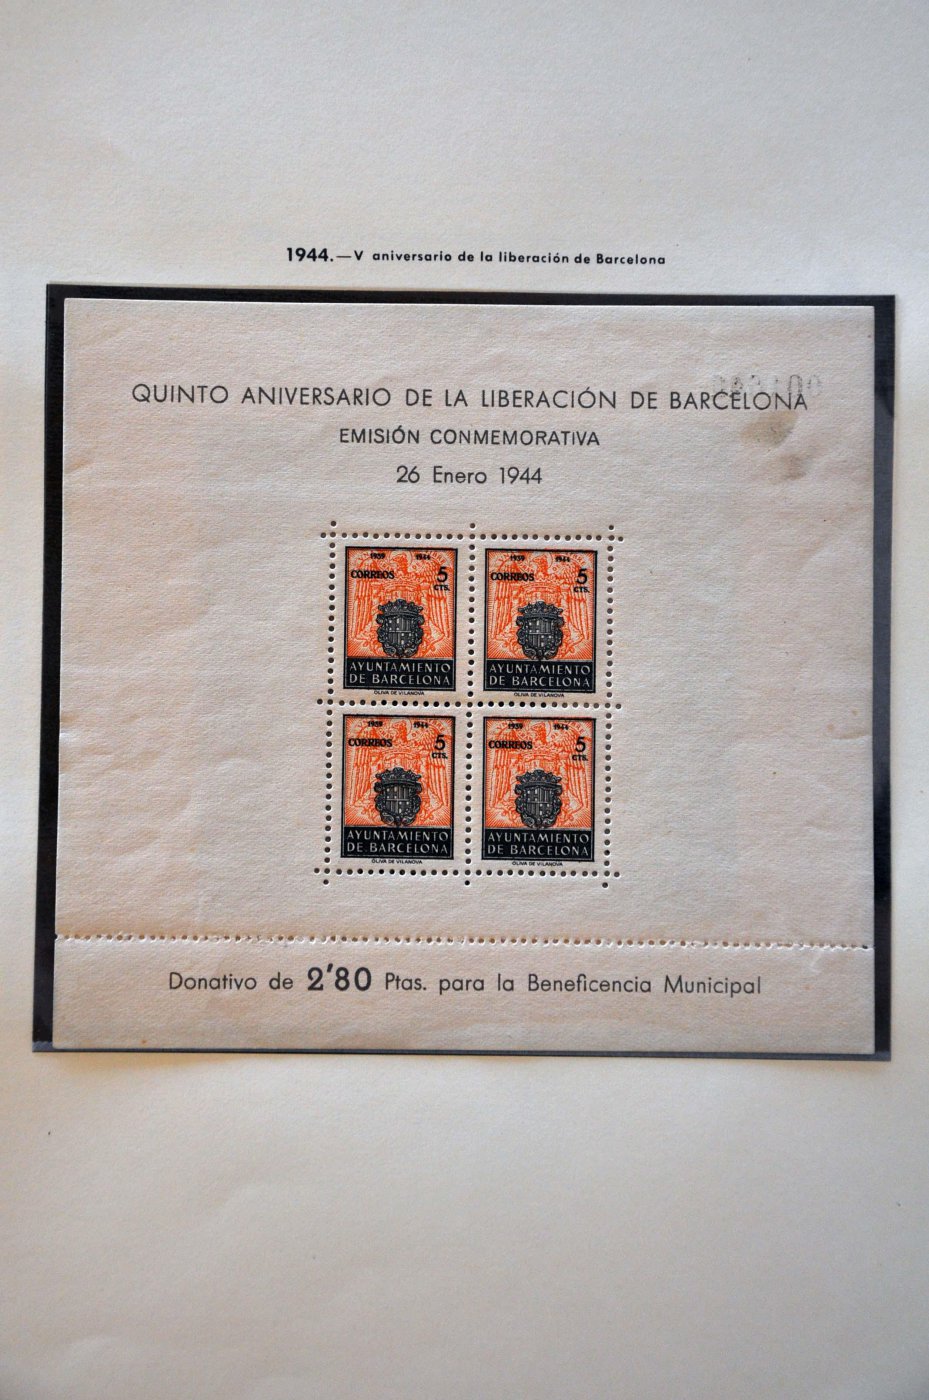 1944.—V aniversario de la liberación de Barcelona
QUINTO ANIVERSARIO DE LA LIBERACIÓN DE BARCELONA
EMISIÓN CONMEMORATIVA
26 Enero 1944
1939 1944
CORREOS 5 CTS.
AYUNTAMIENTO
DE BARCELONA
OLIVA DE VILANOVA
1939 1944
CORREOS 5 CTS.
AYUNTAMIENTO
DE BARCELONA
OLIVA DE VILANOVA
1939 1944
CORREOS 5 CTS.
AYUNTAMIENTO
DE BARCELONA
OLIVA DE VILANOVA
1939 1944
CORREOS 5 CTS.
AYUNTAMIENTO
DE BARCELONA
OLIVA DE VILANOVA
Donativo de 2'80 Ptas. para la Beneficencia Municipal